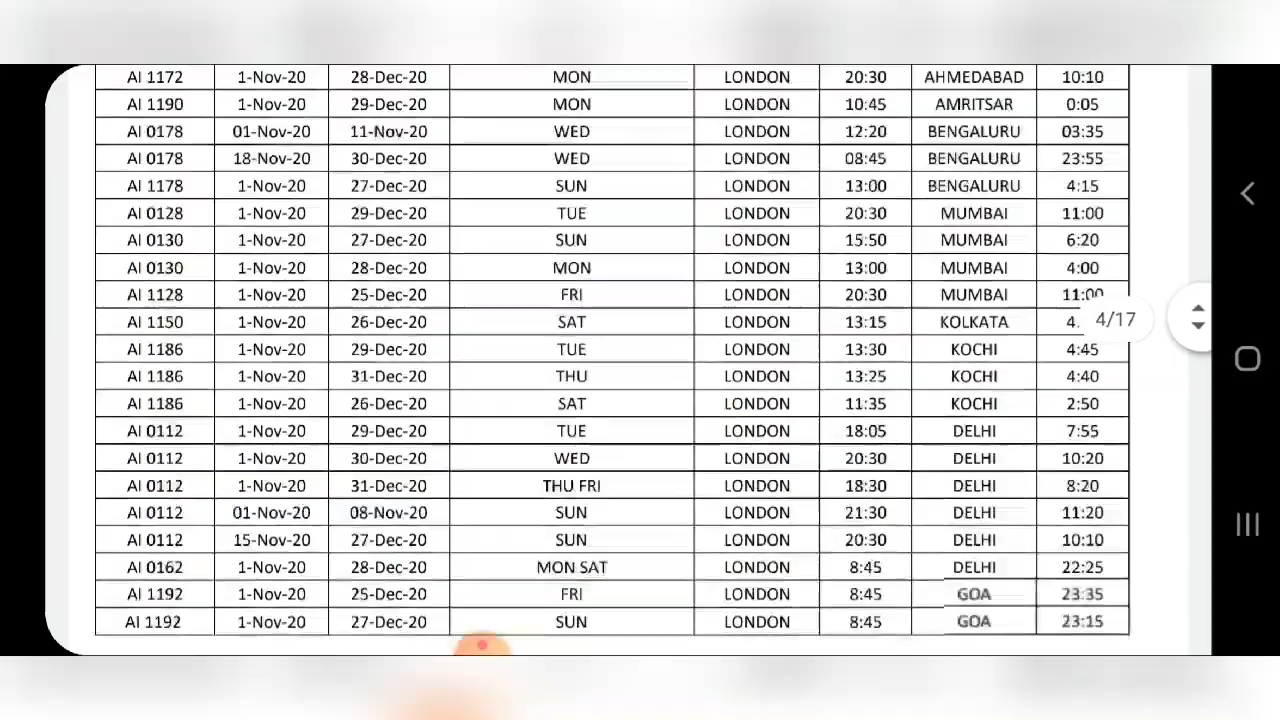 AI 1172 1-Nov-20 28-Dec-20 MON LONDON 20:30 AHMEDABAD 10:10
AI 1190 1-Nov-20 29-Dec-20 MON LONDON 10:45 AMRITSAR 0:05
AI 0178 01-Nov-20 11-Nov-20 WED LONDON 12:20 BENGALURU 03:35
AI 0178 18-Nov-20 30-Dec-20 WED LONDON 08:45 BENGALURU 23:55
AI 1178 1-Nov-20 27-Dec-20 SUN LONDON 13:00 BENGALURU 4:15
AI 0128 1-Nov-20 29-Dec-20 TUE LONDON 20:30 MUMBAI 11:00
AI 0130 1-Nov-20 27-Dec-20 SUN LONDON 15:50 MUMBAI 6:20
AI 0130 1-Nov-20 28-Dec-20 MON LONDON 13:00 MUMBAI 4:00
AI 1128 1-Nov-20 25-Dec-20 FRI LONDON 20:30 MUMBAI 11:00
AI 1150 1-Nov-20 26-Dec-20 SAT LONDON 13:15 KOLKATA
4/17
AI 1186 1-Nov-20 29-Dec-20 TUE LONDON 13:30 KOCHI 4:45
AI 1186 1-Nov-20 31-Dec-20 THU LONDON 13:25 KOCHI 4:40
AI 1186 1-Nov-20 26-Dec-20 SAT LONDON 11:35 KOCHI 2:50
AI 0112 1-Nov-20 29-Dec-20 TUE LONDON 18:05 DELHI 7:55
AI 0112 1-Nov-20 30-Dec-20 WED LONDON 20:30 DELHI 10:20
AI 0112 1-Nov-20 31-Dec-20 THU FRI LONDON 18:30 DELHI 8:20
AI 0112 01-Nov-20 08-Nov-20 SUN LONDON 21:30 DELHI 11:20
AI 0112 15-Nov-20 27-Dec-20 SUN LONDON 20:30 DELHI 10:10
AI 0162 1-Nov-20 28-Dec-20 MON SAT LONDON 8:45 DELHI 22:25
AI 1192 1-Nov-20 25-Dec-20 FRI LONDON 8:45 GOA 23:35
AI 1192 1-Nov-20 27-Dec-20 SUN LONDON 8:45 GOA 23:15